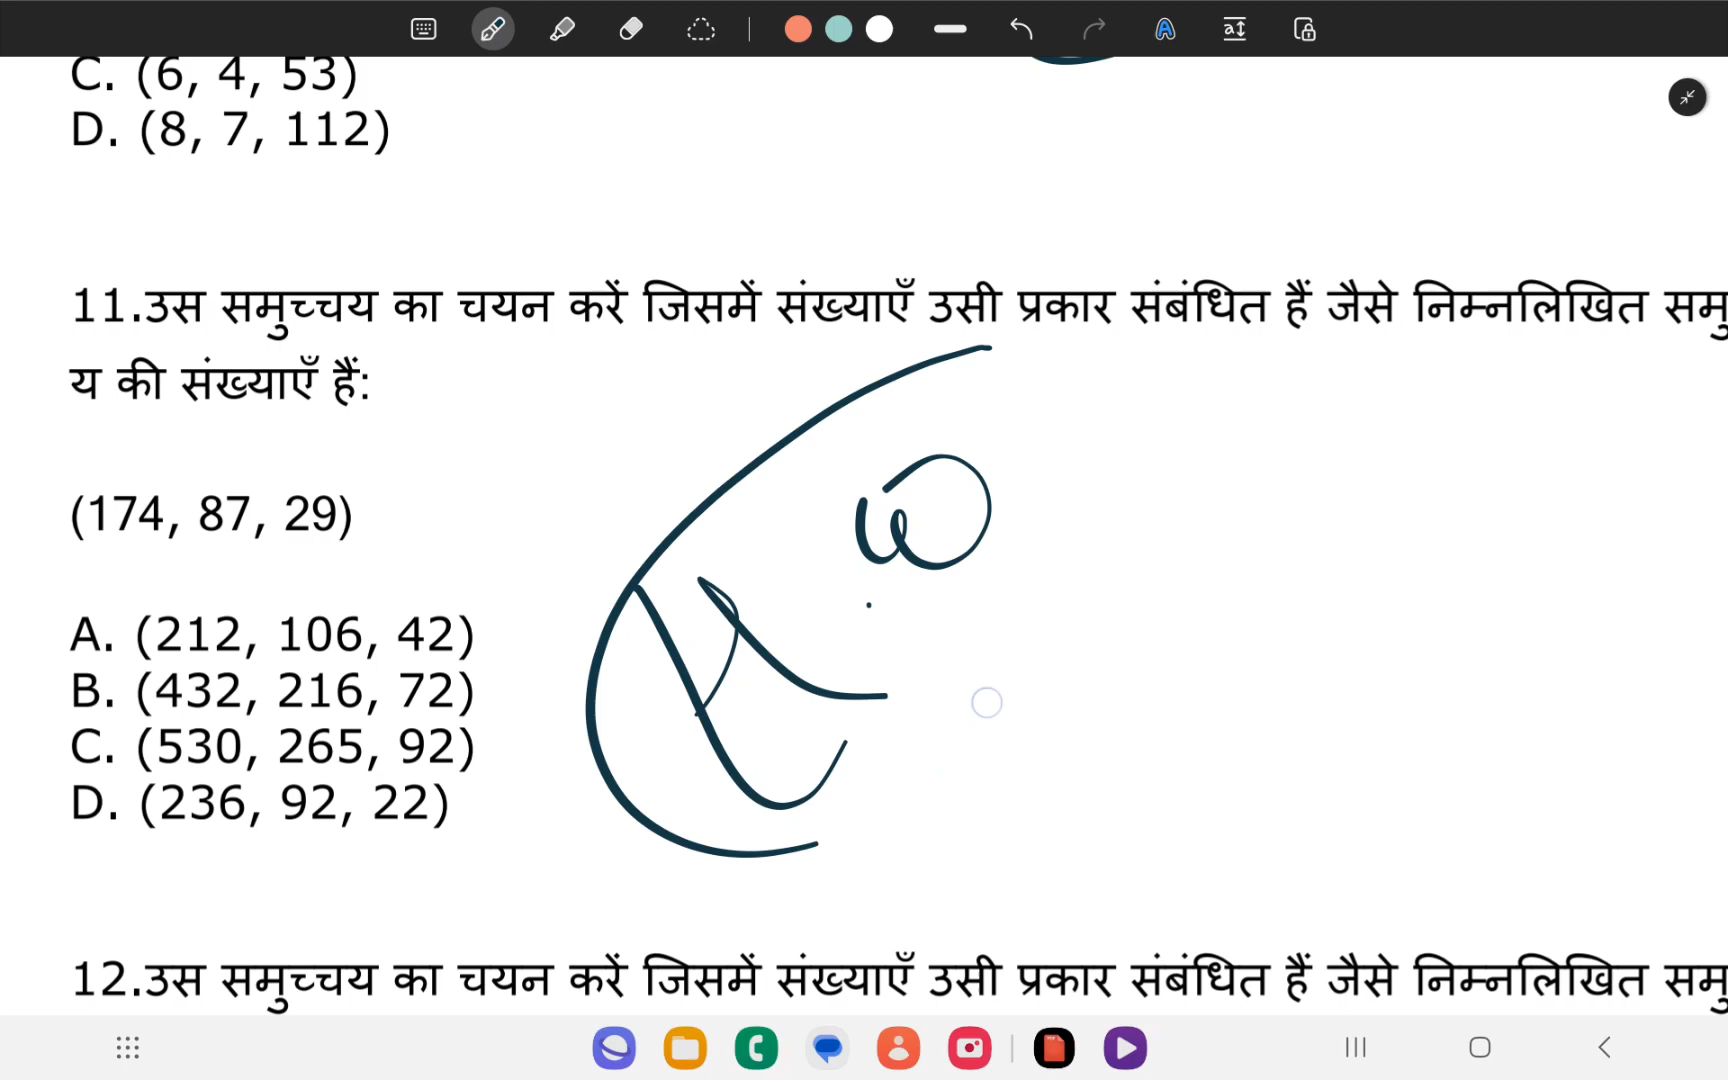 C. (6, 4, 53)
D. (8, 7, 112)
11.उस समुच्चय का चयन करें जिसमें संख्याएँ उसी प्रकार संबंधित हैं जैसे निम्नलिखित समु
य की संख्याएँ हैं:
(174, 87, 29)
A. (212, 106, 42)
B. (432, 216, 72)
C. (530, 265, 92)
D. (236, 92, 22)
12.उस समुच्चय का चयन करें जिसमें संख्याएँ उसी प्रकार संबंधित हैं जैसे निम्नलिखित समु